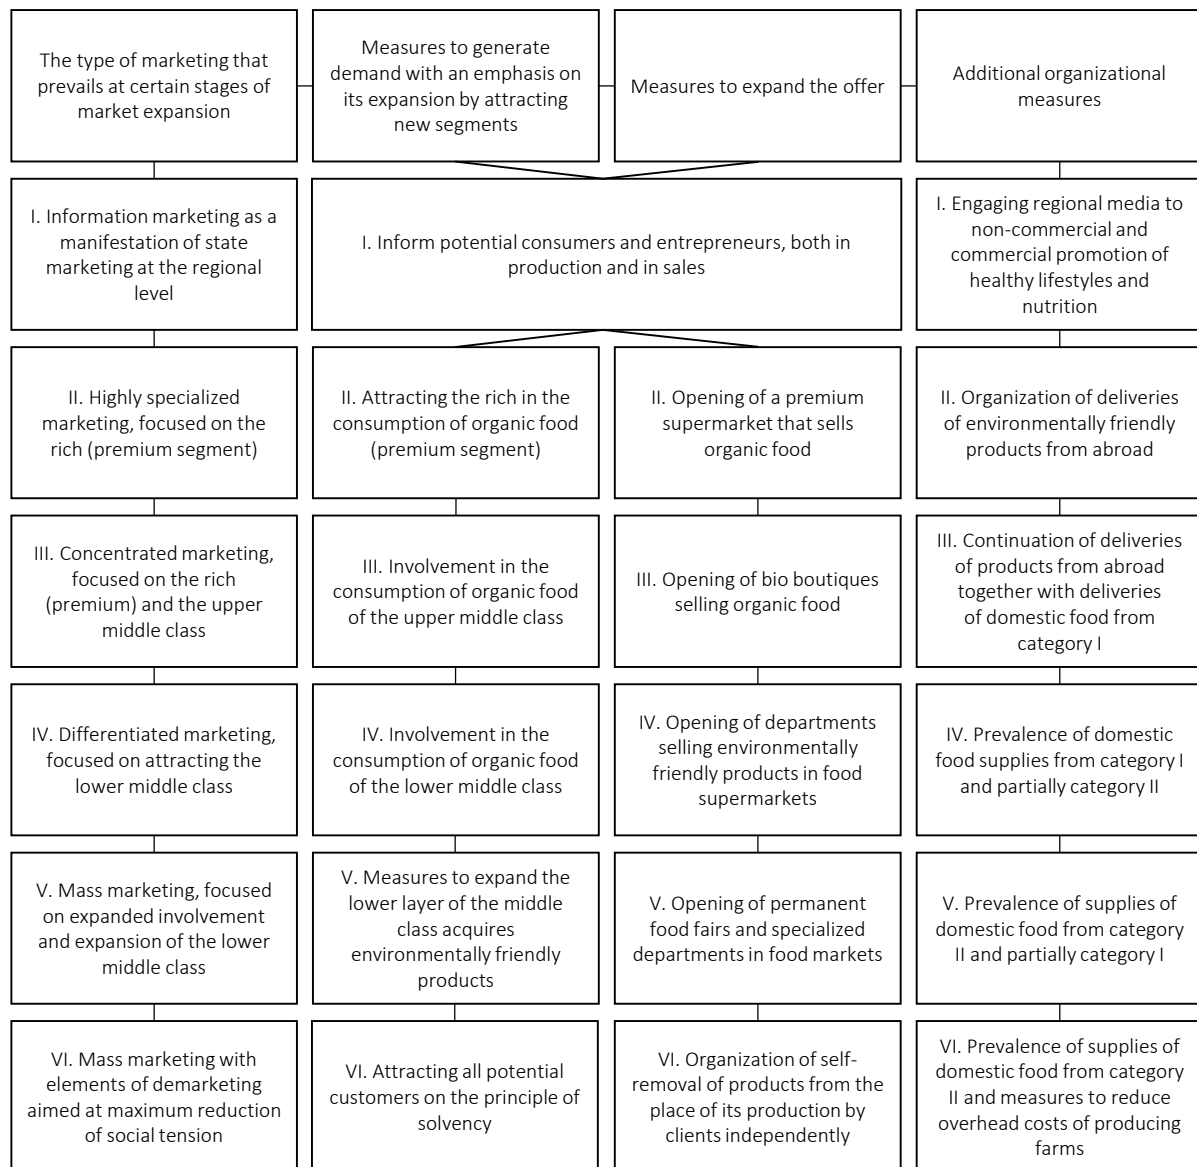 The type of marketing that
prevails at certain stages of
market expansion
Measures to generate
demand with an emphasis on
its expansion by attracting
new segments
Measures to expand the offer
Additional organizational
measures
I. Information marketing as a
manifestation of state
marketing at the regional
level
I. Inform potential consumers and entrepreneurs, both in
production and in sales
I. Engaging regional media to
non-commercial and
commercial promotion of
healthy lifestyles and
nutrition
II. Highly specialized
marketing, focused on the
rich (premium segment)
II. Attracting the rich in the
consumption of organic food
(premium segment)
II. Opening of a premium
supermarket that sells
organic food
II. Organization of deliveries
of environmentally friendly
products from abroad
III. Concentrated marketing,
focused on the rich
(premium) and the upper
middle class
III. Involvement in the
consumption of organic food
of the upper middle class
III. Opening of bio boutiques
selling organic food
III. Continuation of deliveries
of products from abroad
together with deliveries
of domestic food from
category I
IV. Differentiated marketing,
focused on attracting the
lower middle class
IV. Involvement in the
consumption of organic food
of the lower middle class
IV. Opening of departments
selling environmentally
friendly products in food
supermarkets
IV. Prevalence of domestic
food supplies from category I
and partially category II
V. Mass marketing, focused
on expanded involvement
and expansion of the lower
middle class
V. Measures to expand the
lower layer of the middle
class acquires
environmentally friendly
products
V. Opening of permanent
food fairs and specialized
departments in food markets
V. Prevalence of supplies of
domestic food from category
II and partially category I
VI. Mass marketing with
elements of demarketing
aimed at maximum reduction
of social tension
VI. Attracting all potential
customers on the principle of
solvency
VI. Organization of self-
removal of products from the
place of its production by
clients independently
VI. Prevalence of supplies of
domestic food from category
II and measures to reduce
overhead costs of producing
farms